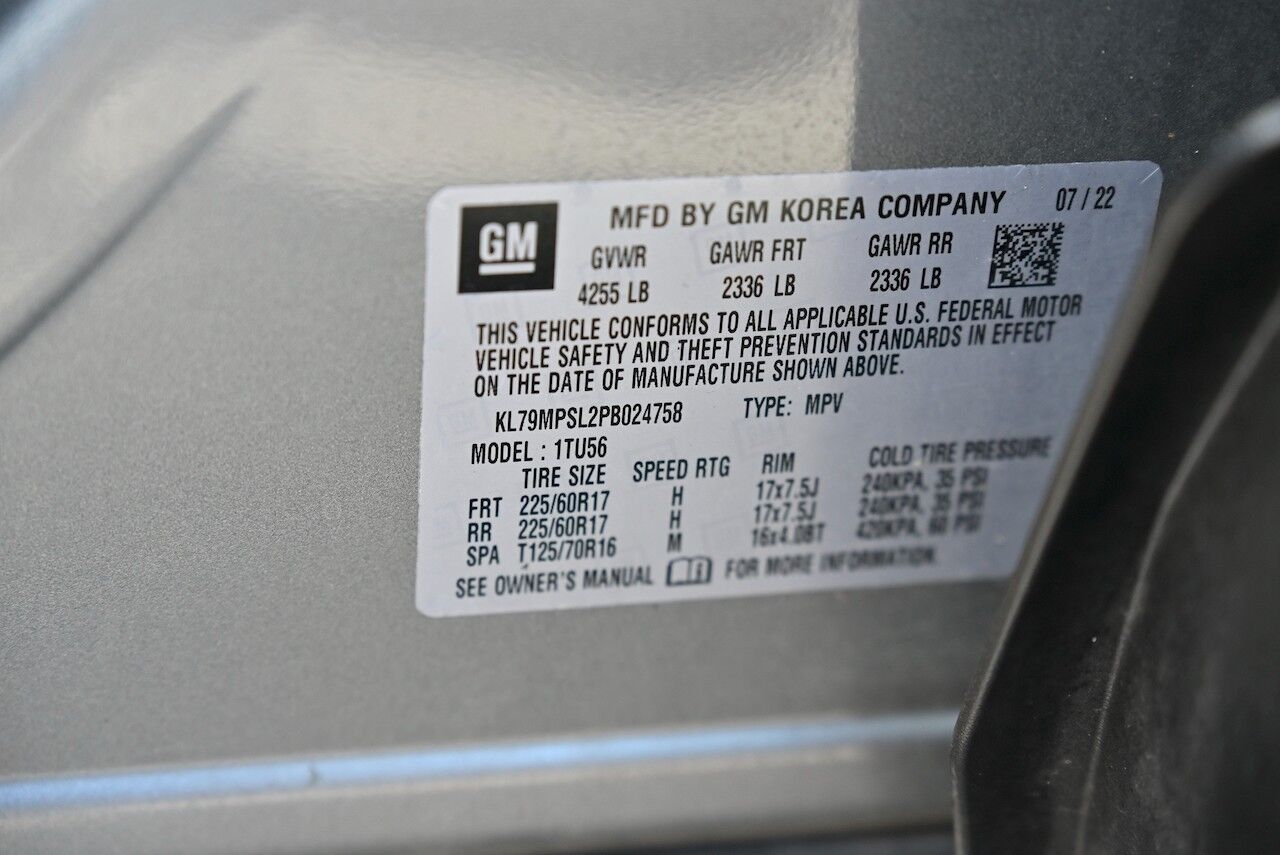 GM
MFD BY GM KOREA COMPANY 07 / 22
GVWR GAWR FRT GAWR RR
4255 LB 2336 LB 2336 LB
THIS VEHICLE CONFORMS TO ALL APPLICABLE U.S. FEDERAL MOTOR
VEHICLE SAFETY AND THEFT PREVENTION STANDARDS IN EFFECT
ON THE DATE OF MANUFACTURE SHOWN ABOVE.
KL79MPSL2PB024758 TYPE: MPV
MODEL : 1TU56
TIRE SIZE SPEED RTG RIM COLD TIRE PRESSURE
FRT 225/60R17 H 17x7.5J 240KPA, 35 PSI
RR 225/60R17 H 17x7.5J 240KPA, 35 PSI
SPA T125/70R16 M 16x4.0BT 420KPA, 60 PSI
SEE OWNER'S MANUAL FOR MORE INFORMATION.